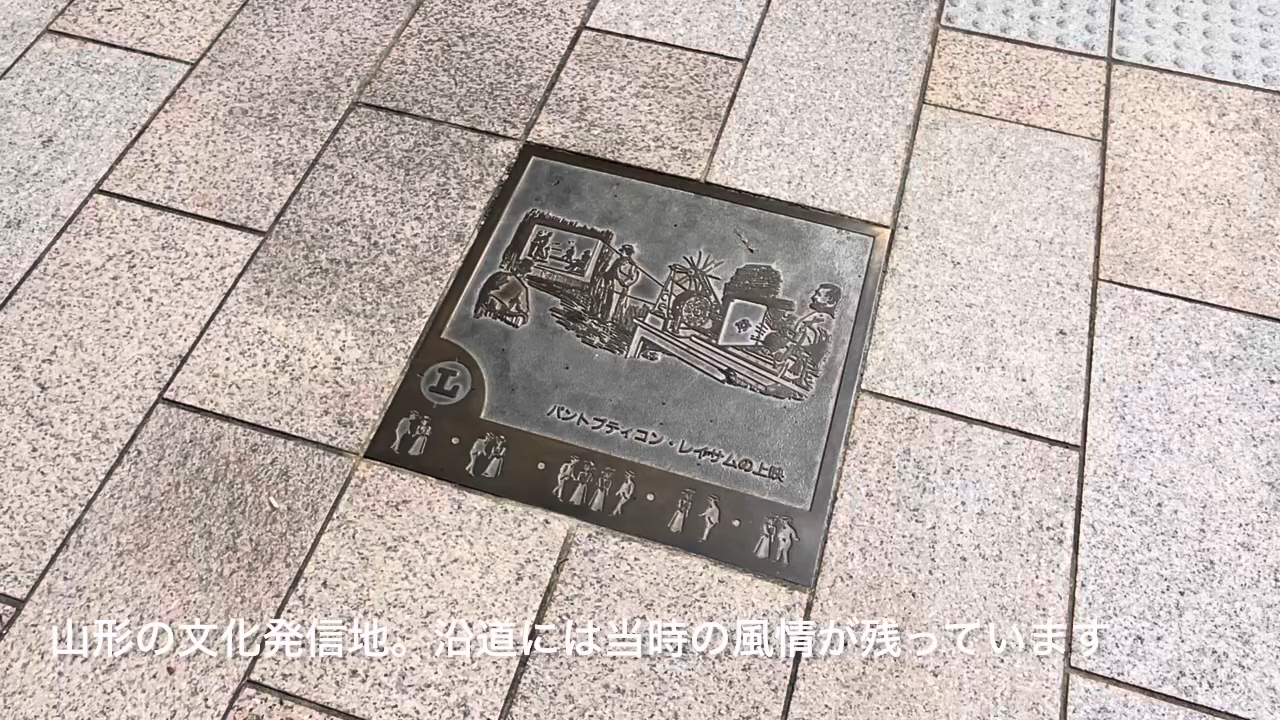 L
パントプティコン・レイザムの上映
山形の文化発信地。沿道には当時の風情が残っています